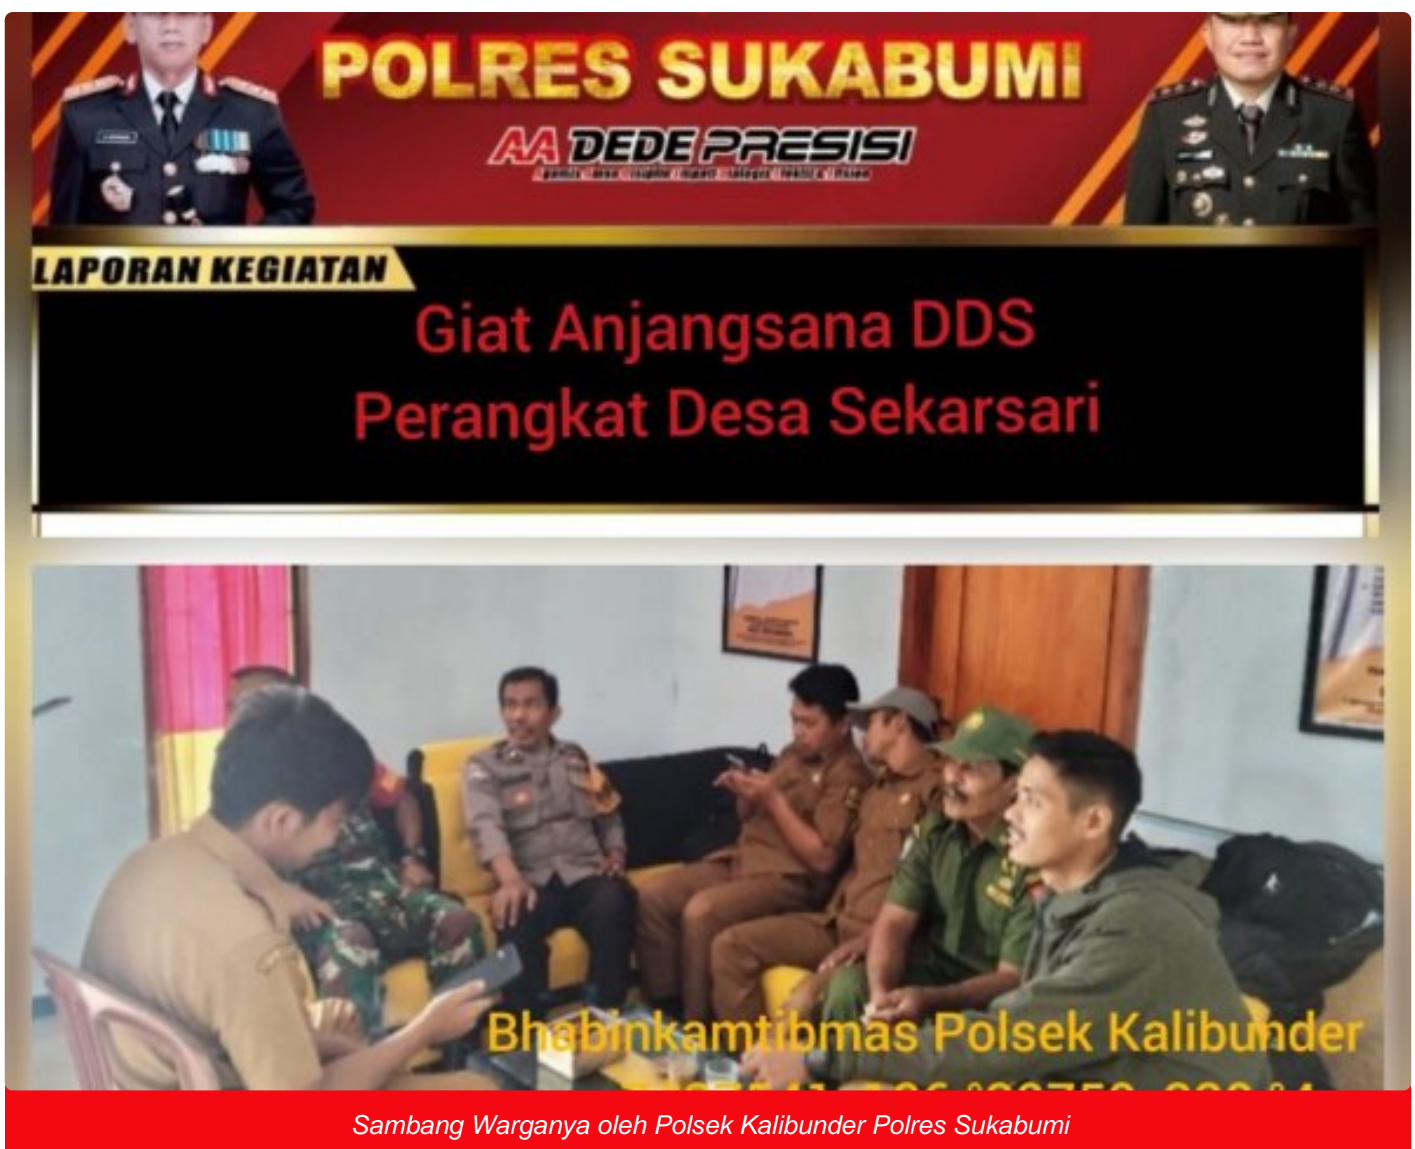 POLRES SUKABUMI
AA DEDE PRESISI
LAPORAN KEGIATAN
Giat Anjangsana DDS
Perangkat Desa Sekarsari
Bhabinkamtibmas Polsek Kalibunder
Sambang Warganya oleh Polsek Kalibunder Polres Sukabumi